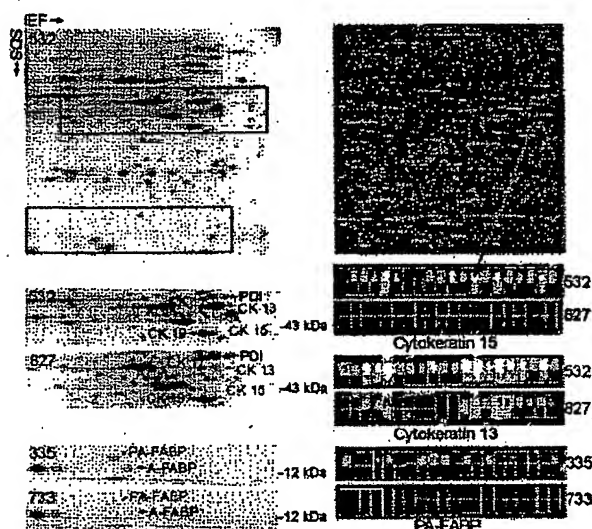 IEF→
←SDS
532
532
PDI
CK 13
CK 15
-43 kDa
827
PDI
CK 13
CK 15
-43 kDa
335
PA-FABP
-A-FABP
-12 kDa
733
PA-FABP
-A-FABP
-12 kDa
532
827
Cytokeratin 15
532
827
Cytokeratin 13
335
733
PA-FABP